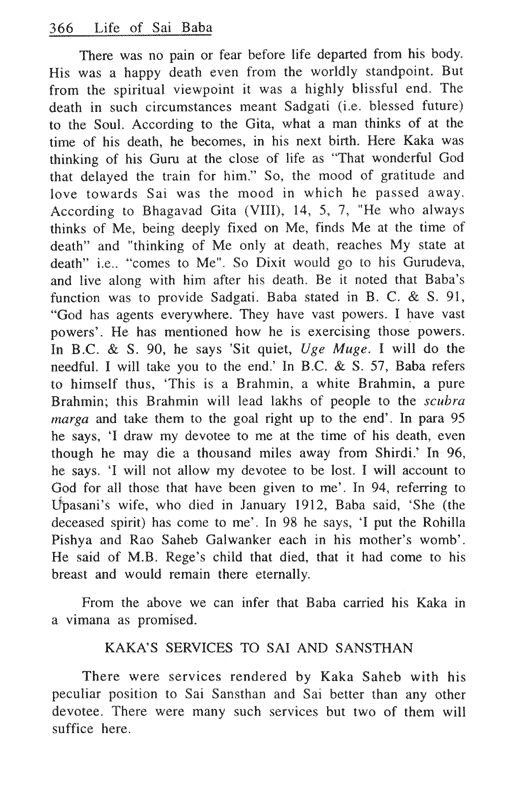 366 Life of Sai Baba
There was no pain or fear before life departed from his body.
His was a happy death even from the worldly standpoint. But
from the spiritual viewpoint it was a highly blissful end. The
death in such circumstances meant Sadgati (i.e. blessed future)
to the Soul. According to the Gita, what a man thinks of at the
time of his death, he becomes, in his next birth. Here Kaka was
thinking of his Guru at the close of life as “That wonderful God
that delayed the train for him.” So, the mood of gratitude and
love towards Sai was the mood in which he passed away.
According to Bhagavad Gita (VIII), 14, 5, 7, "He who always
thinks of Me, being deeply fixed on Me, finds Me at the time of
death” and "thinking of Me only at death, reaches My state at
death” i.e.. “comes to Me". So Dixit would go to his Gurudeva,
and live along with him after his death. Be it noted that Baba’s
function was to provide Sadgati. Baba stated in B. C. & S. 91,
“God has agents everywhere. They have vast powers. I have vast
powers’. He has mentioned how he is exercising those powers.
In B.C. & S. 90, he says 'Sit quiet, Uge Muge. I will do the
needful. I will take you to the end.’ In B.C. & S. 57, Baba refers
to himself thus, ‘This is a Brahmin, a white Brahmin, a pure
Brahmin; this Brahmin will lead lakhs of people to the scubra
marga and take them to the goal right up to the end’. In para 95
he says, ‘I draw my devotee to me at the time of his death, even
though he may die a thousand miles away from Shirdi.’ In 96,
he says. ‘I will not allow my devotee to be lost. I will account to
God for all those that have been given to me’. In 94, referring to
Upasani’s wife, who died in January 1912, Baba said, ‘She (the
deceased spirit) has come to me’. In 98 he says, ‘I put the Rohilla
Pishya and Rao Saheb Galwanker each in his mother’s womb’.
He said of M.B. Rege’s child that died, that it had come to his
breast and would remain there eternally.
From the above we can infer that Baba carried his Kaka in
a vimana as promised.
KAKA’S SERVICES TO SAI AND SANSTHAN
There were services rendered by Kaka Saheb with his
peculiar position to Sai Sansthan and Sai better than any other
devotee. There were many such services but two of them will
suffice here.